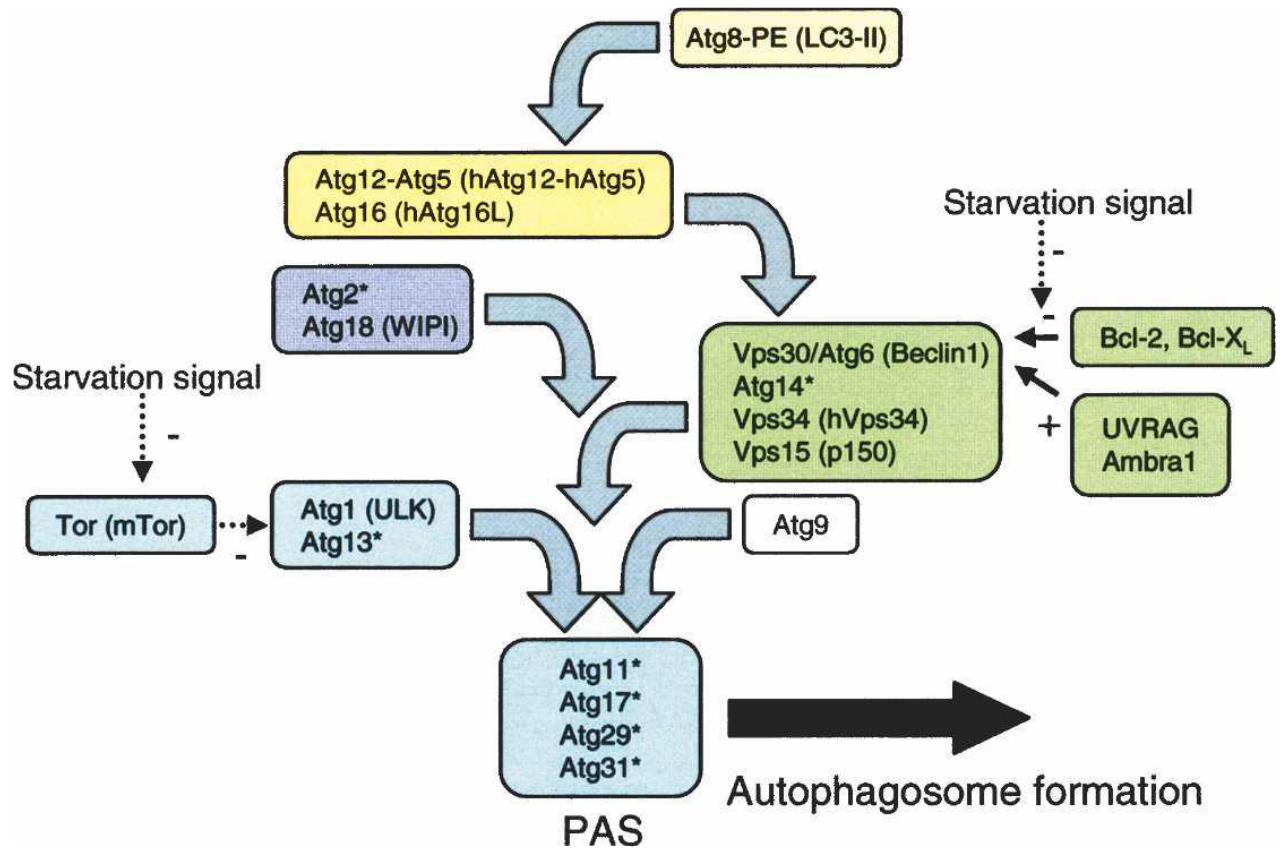 Atg8-PE (LC3-II)
Atg12-Atg5 (hAtg12-hAtg5)
Atg16 (hAtg16L)
Starvation signal
-
Atg2*
Atg18 (WIPI)
-
Bcl-2, Bcl-XL
Vps30/Atg6 (Beclin1)
Atg14*
Vps34 (hVps34)
Vps15 (p150)
+
UVRAG
Ambra1
Starvation signal
-
Tor (mTor)
-
Atg1 (ULK)
Atg13*
Atg9
Atg11*
Atg17*
Atg29*
Atg31*
PAS
Autophagosome formation